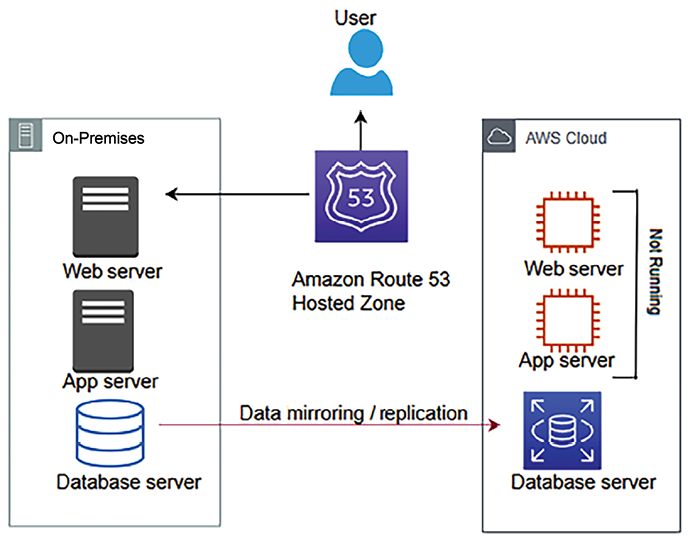 User
On-Premises
AWS Cloud
53
Web server
Amazon Route 53
Hosted Zone
Web server
Not Running
App server
App server
Data mirroring / replication
Database server
Database server